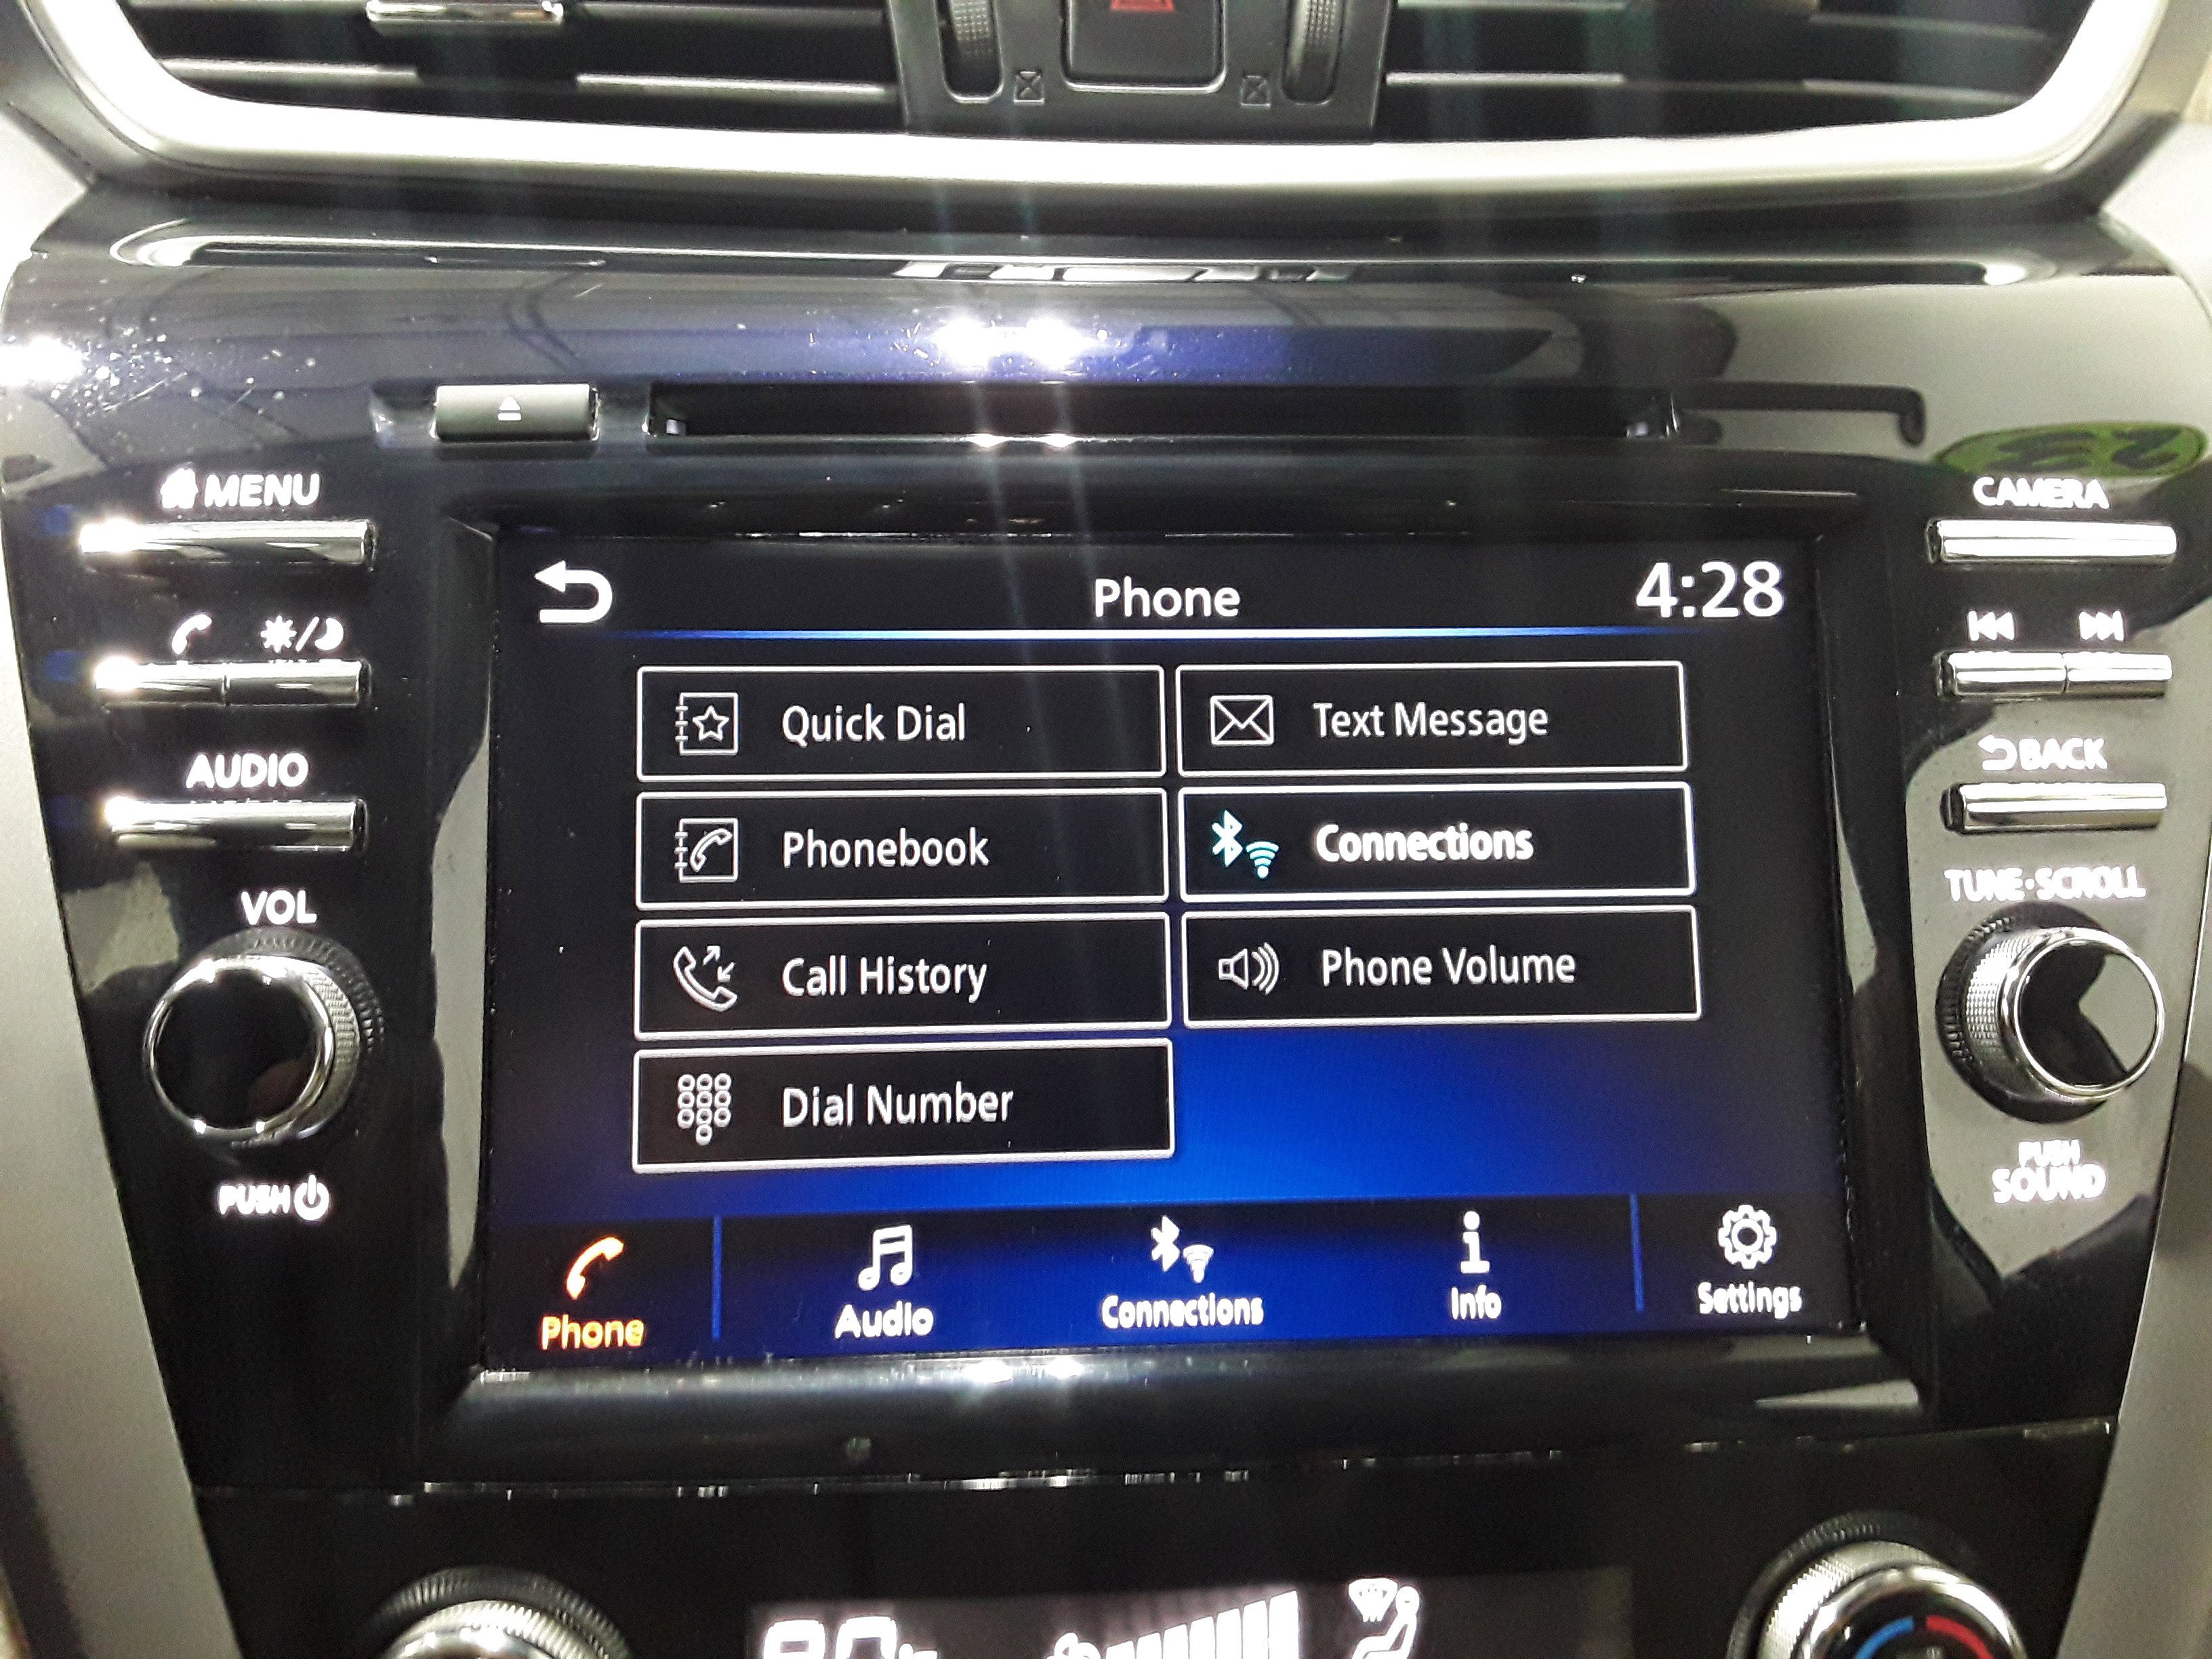 MENU
CAMERA
AUDIO
BACK
VOL
TUNE·SCROLL
PUSH
PUSH
SOUND
Phone
4:28
Quick Dial
Text Message
Phonebook
Connections
Call History
Phone Volume
Dial Number
Phone
Audio
Connections
Info
Settings